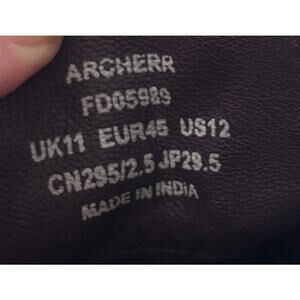 ARCHERR
FD05989
UK11 EUR45 US12
CN295/2.5 JP29.5
MADE IN INDIA